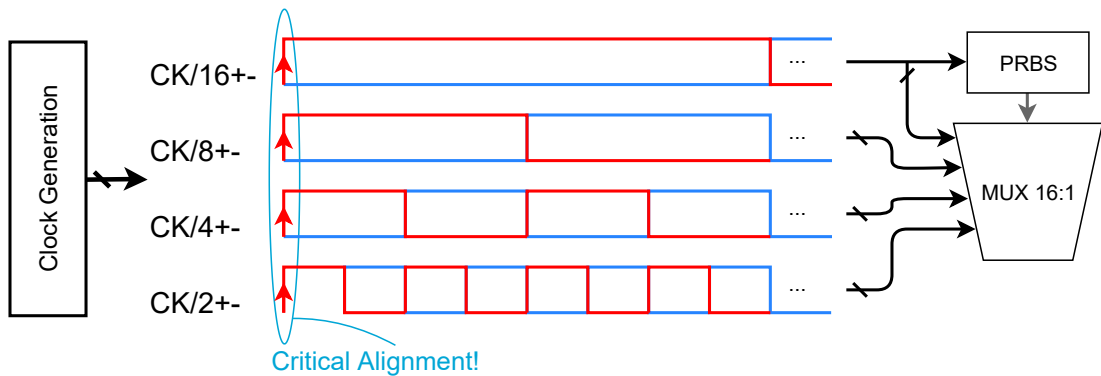 Clock Generation
CK/16+-
...
PRBS
CK/8+-
...
MUX 16:1
CK/4+-
...
CK/2+-
...
Critical Alignment!